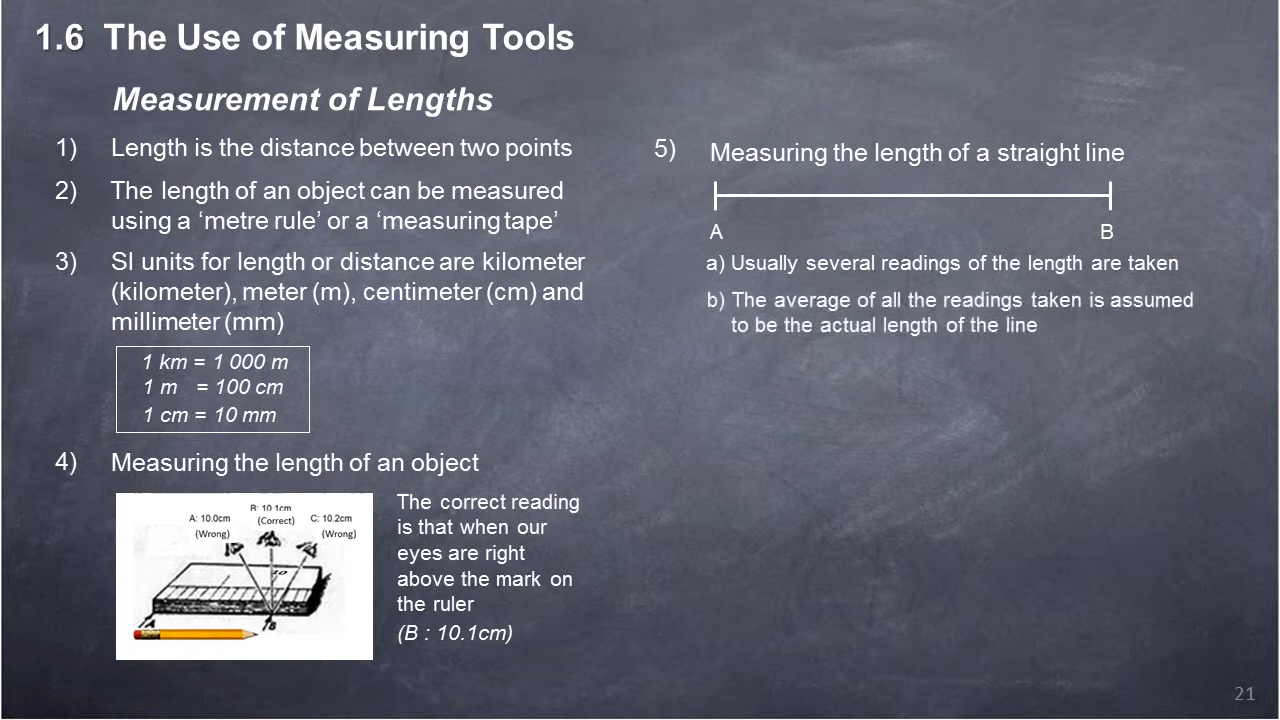 1.6 The Use of Measuring Tools
Measurement of Lengths
1) Length is the distance between two points
2) The length of an object can be measured
using a ‘metre rule’ or a ‘measuring tape’
3) SI units for length or distance are kilometer
(kilometer), meter (m), centimeter (cm) and
millimeter (mm)
1 km = 1 000 m
1 m = 100 cm
1 cm = 10 mm
4) Measuring the length of an object
B: 10.1cm
A: 10.0cm (Correct) C: 10.2cm
(Wrong) (Wrong)
10
A B
The correct reading
is that when our
eyes are right
above the mark on
the ruler
(B : 10.1cm)
5) Measuring the length of a straight line
A B
a) Usually several readings of the length are taken
b) The average of all the readings taken is assumed
to be the actual length of the line
21